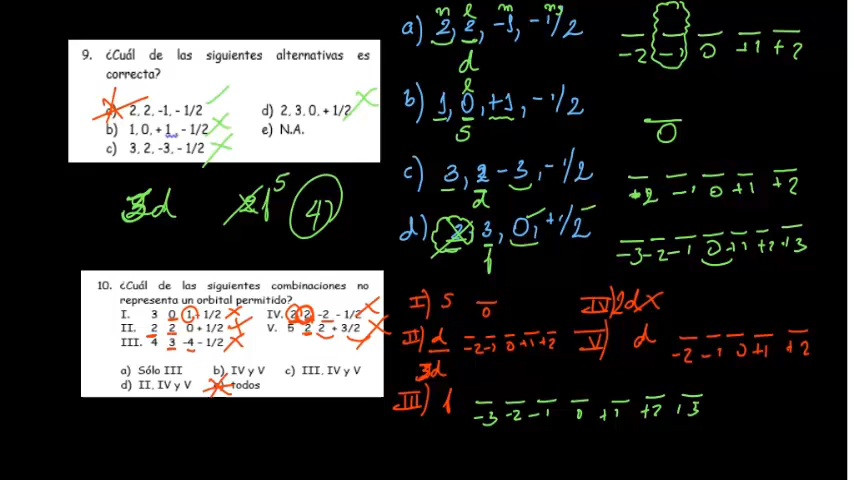 9. ¿Cuál de las siguientes alternativas es
correcta?
a) 2, 2, -1, - 1/2
b) 1, 0, + 1, - 1/2
c) 3, 2, -3, - 1/2
d) 2, 3, 0, + 1/2
e) N.A.
3d
4
10. ¿Cuál de las siguientes combinaciones no
representa un orbital permitido?
I. 3 0 1, + 1/2
II. 2 2 0 + 1/2
III. 4 3 -4 - 1/2
IV. 2 2 -2 - 1/2
V. 5 2 2 + 3/2
a) Sólo III
b) IV y V
c) III, IV y V
d) II, IV y V
todos
n l m
a) 2, 2, -1, -1/2
d
-2 -1 0 +1 +2
l
b) 1, 0, +1, -1/2
s
0
c) 3, 2 -3, -1/2
d
-2 -1 0 +1 +2
d) 2, 3, 0, +1/2
f
-3 -2 -1 0 +1 +2 +3
I) s 0
II) d -2 -1 0 +1 +2
3d
III) f -3 -2 -1 0 +1 +2 +3
IV) 2d x
V) d -2 -1 0 +1 +2